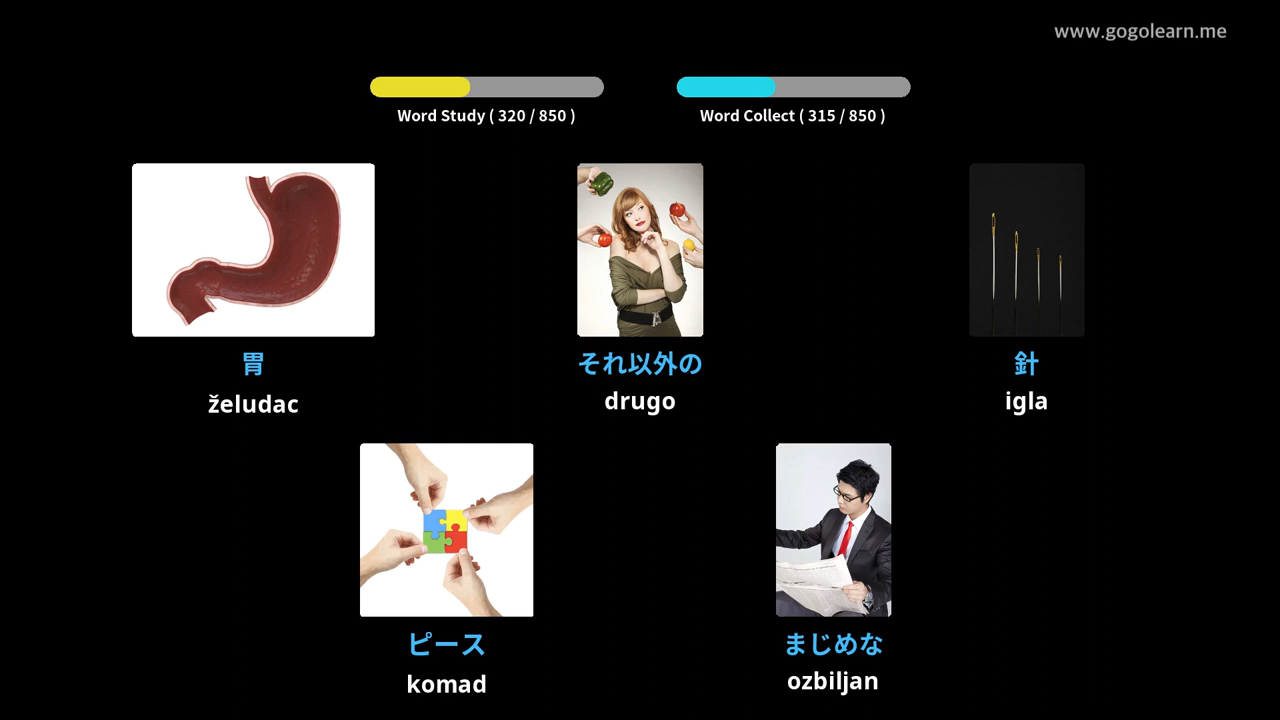 www.gogolearn.me
Word Study ( 320 / 850 )
Word Collect ( 315 / 850 )
胃
želudac
それ以外の
drugo
針
igla
ピース
komad
まじめな
ozbiljan